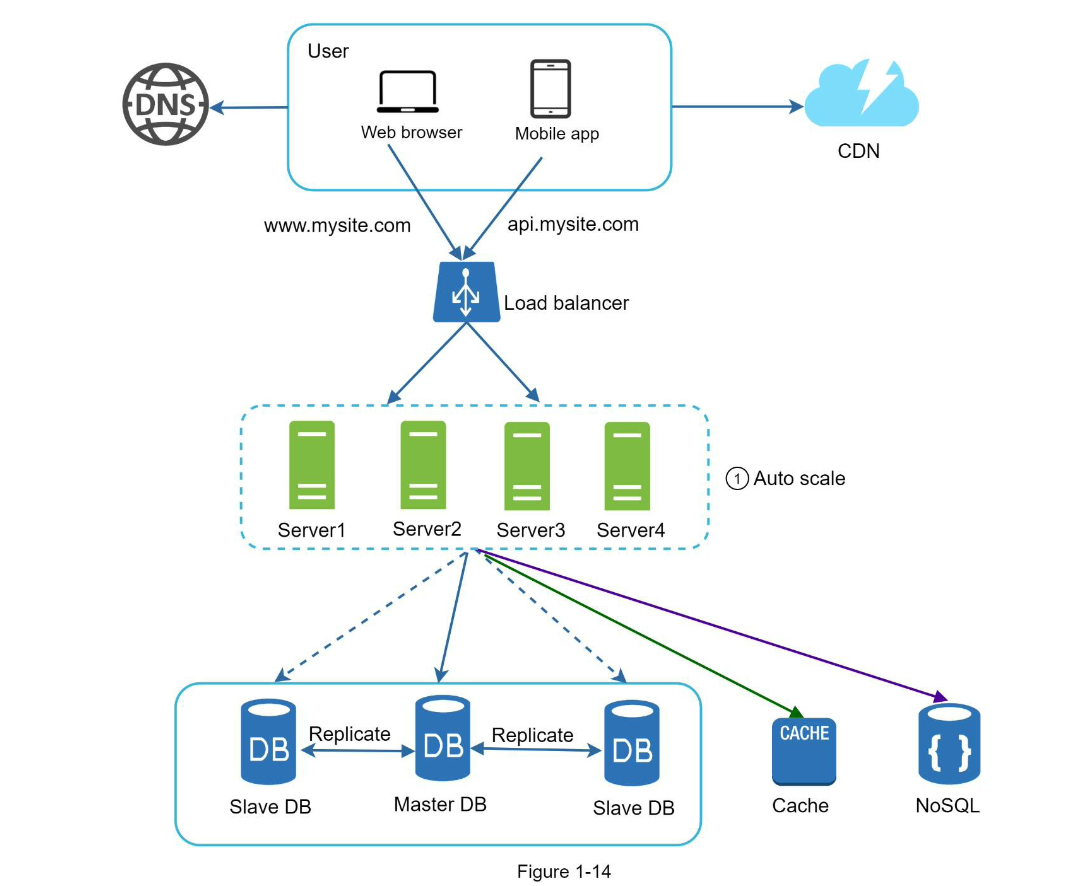 User
DNS
Web browser
Mobile app
CDN
www.mysite.com
api.mysite.com
Load balancer
1 Auto scale
Server1
Server2
Server3
Server4
Replicate
Replicate
DB
DB
DB
CACHE
{ }
Slave DB
Master DB
Slave DB
Cache
NoSQL
Figure 1-14